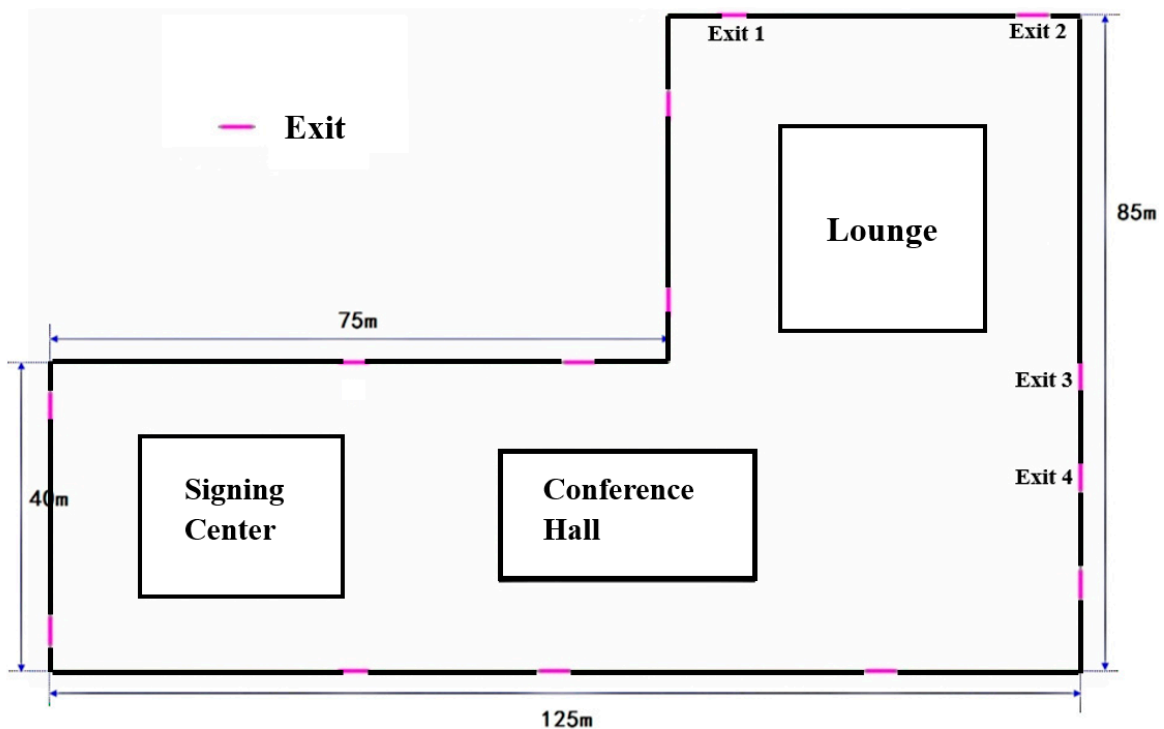 Exit 1
Exit 2
Exit
85m
Lounge
75m
Exit 3
Exit 4
40m
Signing
Center
Conference
Hall
125m